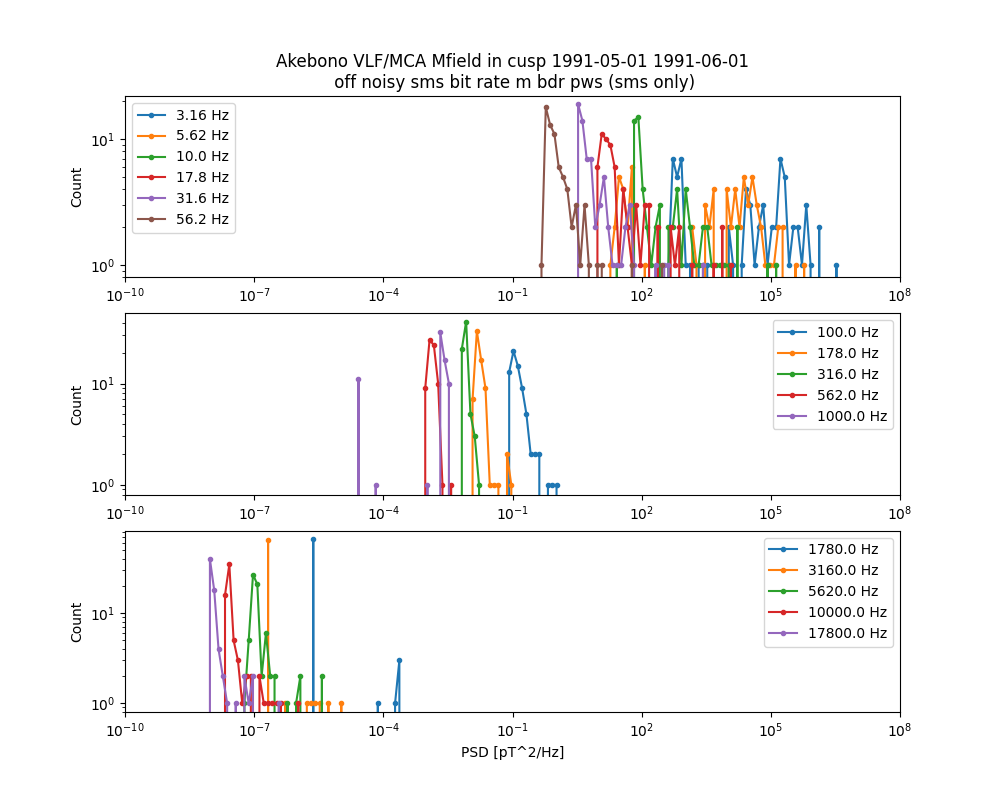 Akebono VLF/MCA Mfield in cusp 1991-05-01 1991-06-01
off noisy sms bit rate m bdr pws (sms only)
Count
10^1
10^0
3.16 Hz
5.62 Hz
10.0 Hz
17.8 Hz
31.6 Hz
56.2 Hz
10^-10 10^-7 10^-4 10^-1 10^2 10^5 10^8
Count
10^1
10^0
100.0 Hz
178.0 Hz
316.0 Hz
562.0 Hz
1000.0 Hz
10^-10 10^-7 10^-4 10^-1 10^2 10^5 10^8
Count
10^1
10^0
1780.0 Hz
3160.0 Hz
5620.0 Hz
10000.0 Hz
17800.0 Hz
10^-10 10^-7 10^-4 10^-1 10^2 10^5 10^8
PSD [pT^2/Hz]